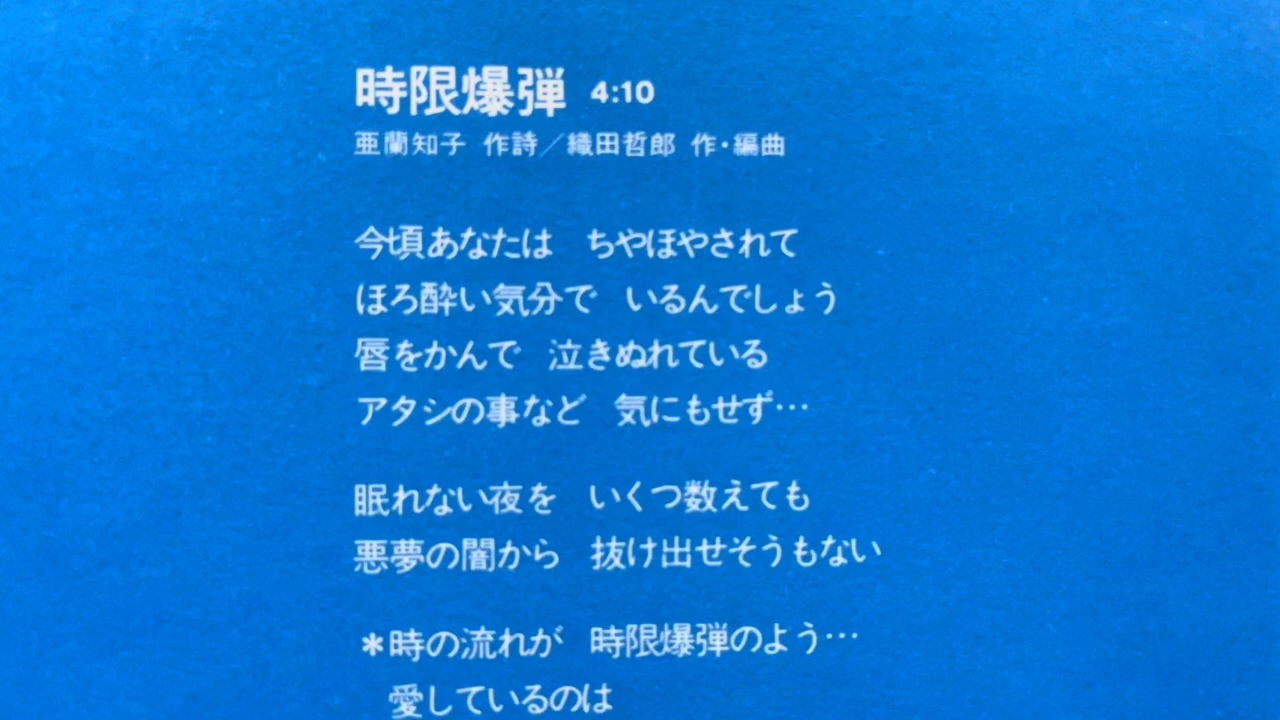 時限爆弾 4:10
亜蘭知子 作詩／織田哲郎 作・編曲
今頃あなたは ちやほやされて
ほろ酔い気分で いるんでしょう
唇をかんで 泣きぬれている
アタシの事など 気にもせず…
眠れない夜を いくつ数えても
悪夢の闇から 抜け出せそうもない
＊時の流れが 時限爆弾のよう…
愛しているのは